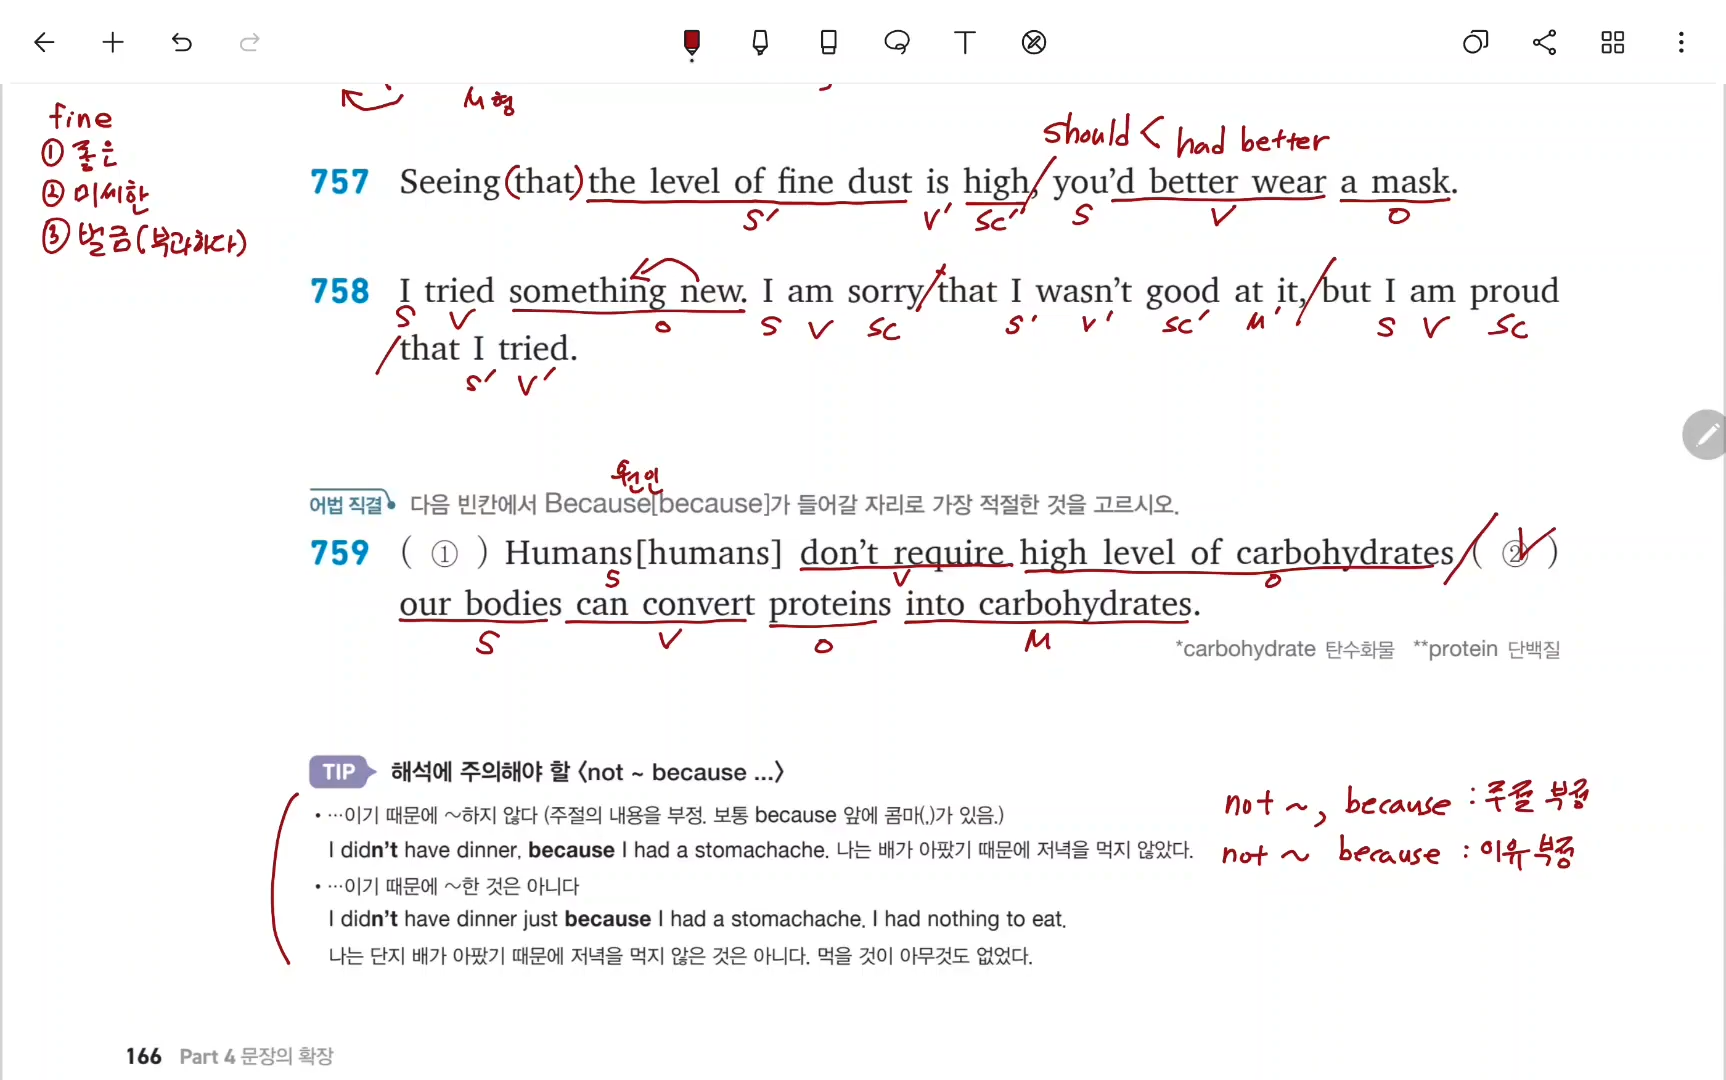 M형
fine
① 좋은
② 미세한
③ 벌금(부과하다)
should < had better
757 Seeing (that) the level of fine dust is high, you'd better wear a mask.
S' V' SC' S V O
758 I tried something new. I am sorry that I wasn't good at it, but I am proud
S V O S V SC S' V' SC' M' S V SC
that I tried.
S' V'
원인
어법 직결 다음 빈칸에서 Because[because]가 들어갈 자리로 가장 적절한 것을 고르시오.
759 ( ① ) Humans[humans] don't require high level of carbohydrates ( ② )
S V O
our bodies can convert proteins into carbohydrates.
S V O M
*carbohydrate 탄수화물 **protein 단백질
TIP 해석에 주의해야 할 〈not ~ because ...〉
• …이기 때문에 ~하지 않다 (주절의 내용을 부정. 보통 because 앞에 콤마(,)가 있음.)
I didn't have dinner, because I had a stomachache. 나는 배가 아팠기 때문에 저녁을 먹지 않았다.
• …이기 때문에 ~한 것은 아니다
I didn't have dinner just because I had a stomachache. I had nothing to eat.
나는 단지 배가 아팠기 때문에 저녁을 먹지 않은 것은 아니다. 먹을 것이 아무것도 없었다.
not ~, because : 주절 부정
not ~ because : 이유 부정
166 Part 4 문장의 확장